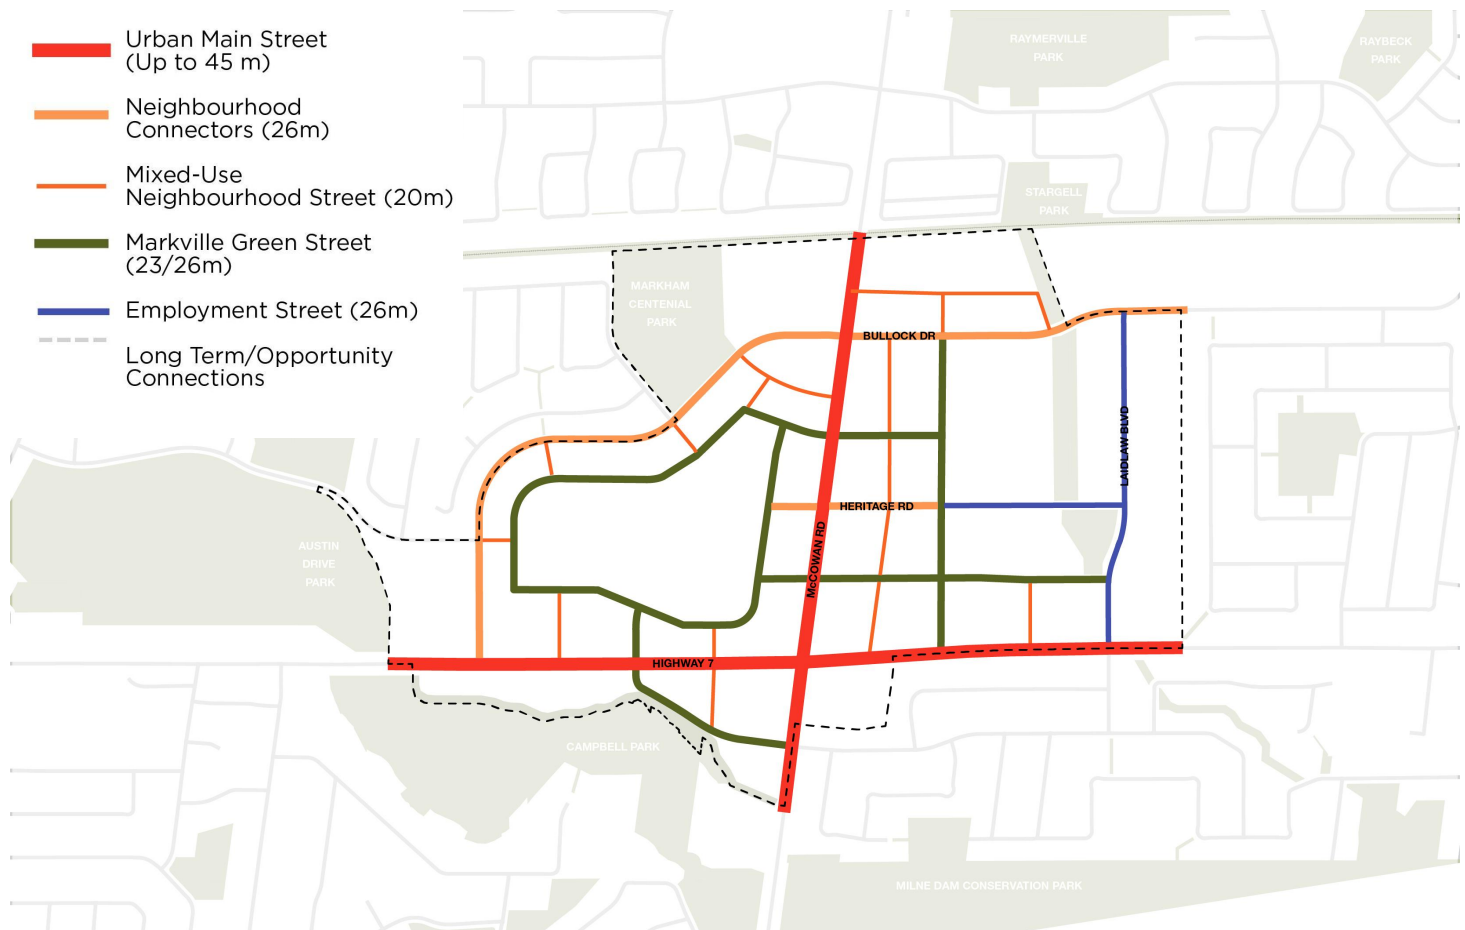 Urban Main Street
(Up to 45 m)
Neighbourhood
Connectors (26m)
Mixed-Use
Neighbourhood Street (20m)
Markville Green Street
(23/26m)
Employment Street (26m)
Long Term/Opportunity
Connections
RAYMERVILLE
PARK
RAYBECK
PARK
STARGELL
PARK
MARKHAM
CENTENIAL
PARK
BULLOCK DR
LAIDLAW BLVD
HERITAGE RD
McCOWAN RD
AUSTIN
DRIVE
PARK
HIGHWAY 7
CAMPBELL PARK
MILNE DAM CONSERVATION PARK